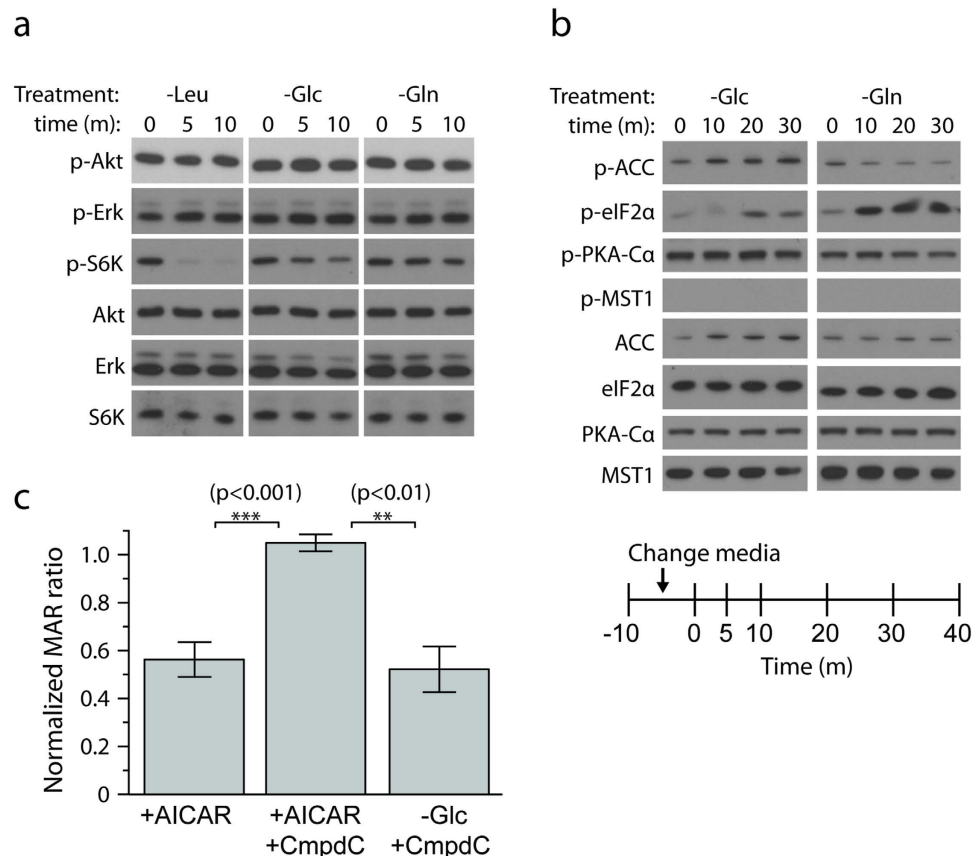 a
Treatment: -Leu -Glc -Gln
time (m): 0 5 10 0 5 10 0 5 10
p-Akt
p-Erk
p-S6K
Akt
Erk
S6K
b
Treatment: -Glc -Gln
time (m): 0 10 20 30 0 10 20 30
p-ACC
p-eIF2α
p-PKA-Cα
p-MST1
ACC
eIF2α
PKA-Cα
MST1
Change media
-10 0 5 10 20 30 40
Time (m)
c
(p<0.001) (p<0.01)
*** **
Normalized MAR ratio
1.0
0.8
0.6
0.4
0.2
0
+AICAR +AICAR -Glc
+CmpdC +CmpdC